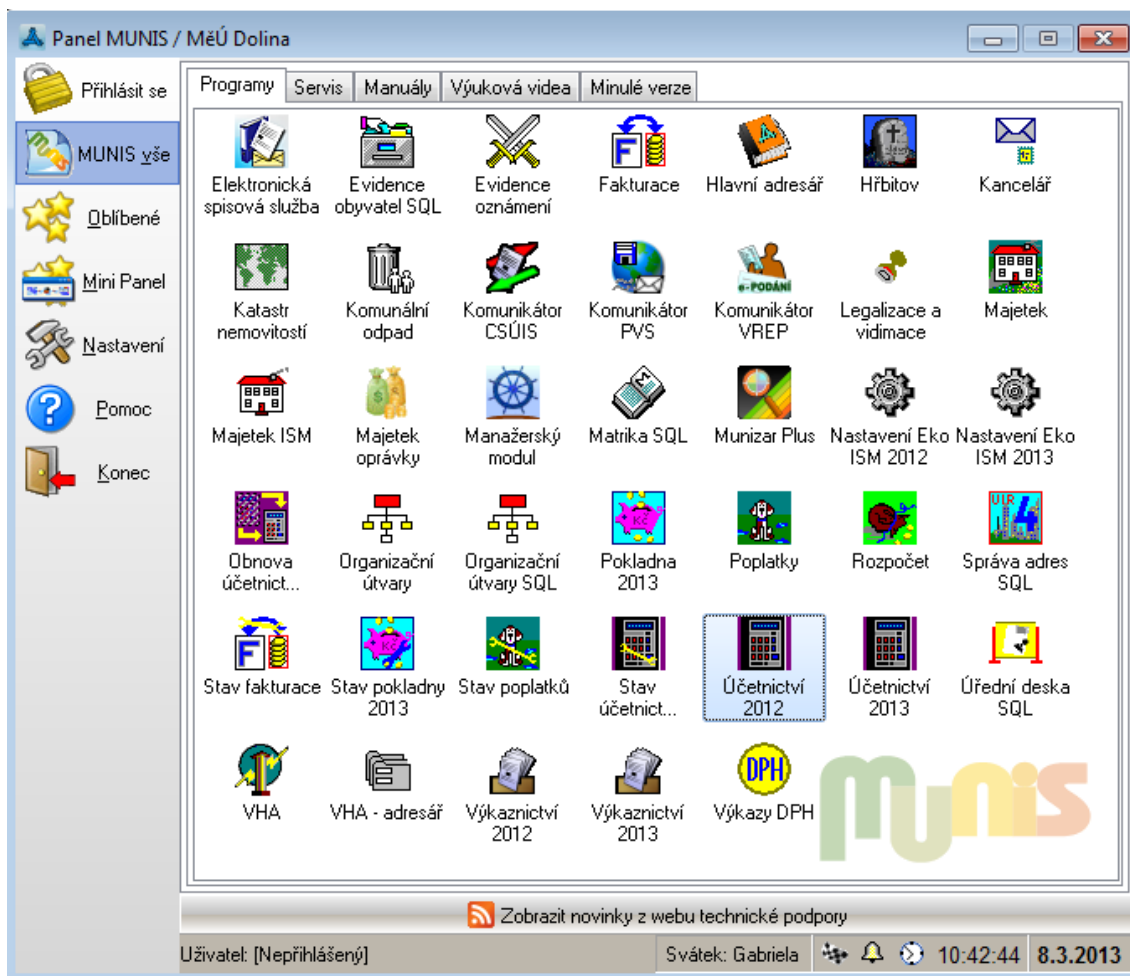 Panel MUNIS / MěÚ Dolina
Přihlásit se
MUNIS vše
Oblíbené
Mini Panel
Nastavení
Pomoc
Konec
Programy Servis Manuály Výuková videa Minulé verze
Elektronická spisová služba
Evidence obyvatel SQL
Evidence oznámení
Fakturace
Hlavní adresář
Hřbitov
Kancelář
Katastr nemovitostí
Komunální odpad
Komunikátor CSÚIS
Komunikátor PVS
e-PODÁNÍ
Komunikátor VREP
Legalizace a vidimace
Majetek
Majetek ISM
Majetek oprávky
Manažerský modul
Matrika SQL
Munizar Plus
Nastavení Eko ISM 2012
Nastavení Eko ISM 2013
Obnova účetnict...
Organizační útvary
Organizační útvary SQL
Kč
Pokladna 2013
Poplatky
Rozpočet
UIR 4
Správa adres SQL
F
Stav fakturace
Kč
Stav pokladny 2013
Stav poplatků
Stav účetnict...
Účetnictví 2012
Účetnictví 2013
Úřední deska SQL
VHA
VHA - adresář
Výkaznictví 2012
Výkaznictví 2013
DPH
Výkazy DPH
munis
Zobrazit novinky z webu technické podpory
Uživatel: [Nepřihlášený] Svátek: Gabriela 10:42:44 8.3.2013